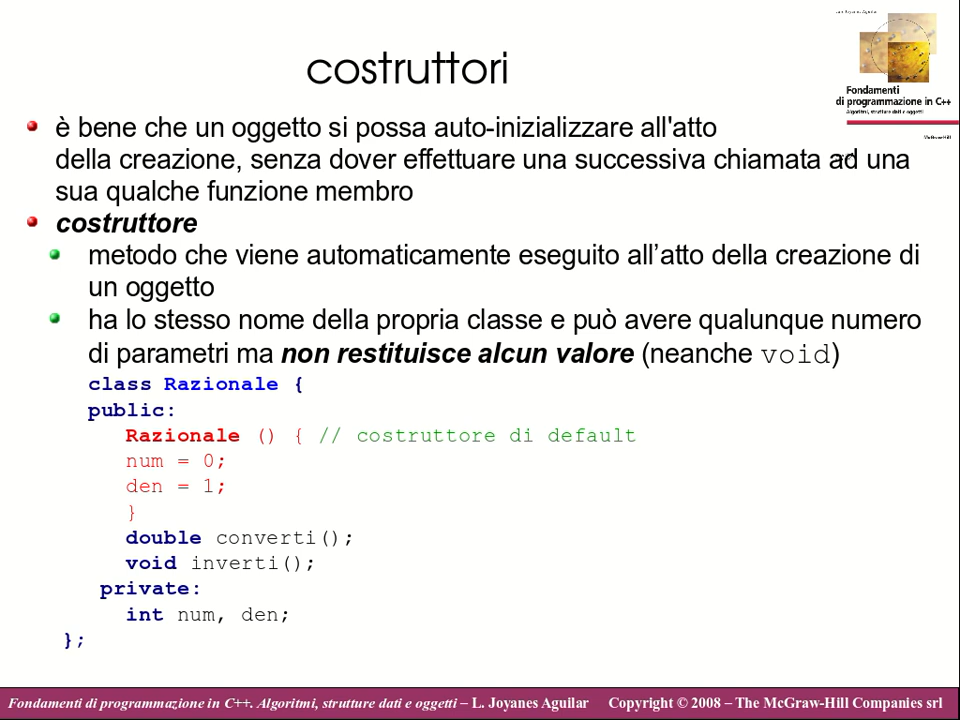 costruttori
Fondamenti
di programmazione in C++
Algoritmi, strutture dati e oggetti
è bene che un oggetto si possa auto-inizializzare all'atto
della creazione, senza dover effettuare una successiva chiamata ad una
sua qualche funzione membro
costruttore
metodo che viene automaticamente eseguito all’atto della creazione di
un oggetto
ha lo stesso nome della propria classe e può avere qualunque numero
di parametri ma non restituisce alcun valore (neanche void)
class Razionale {
public:
Razionale () { // costruttore di default
num = 0;
den = 1;
}
double converti();
void inverti();
private:
int num, den;
};
Fondamenti di programmazione in C++. Algoritmi, strutture dati e oggetti – L. Joyanes Aguilar Copyright © 2008 – The McGraw-Hill Companies srl